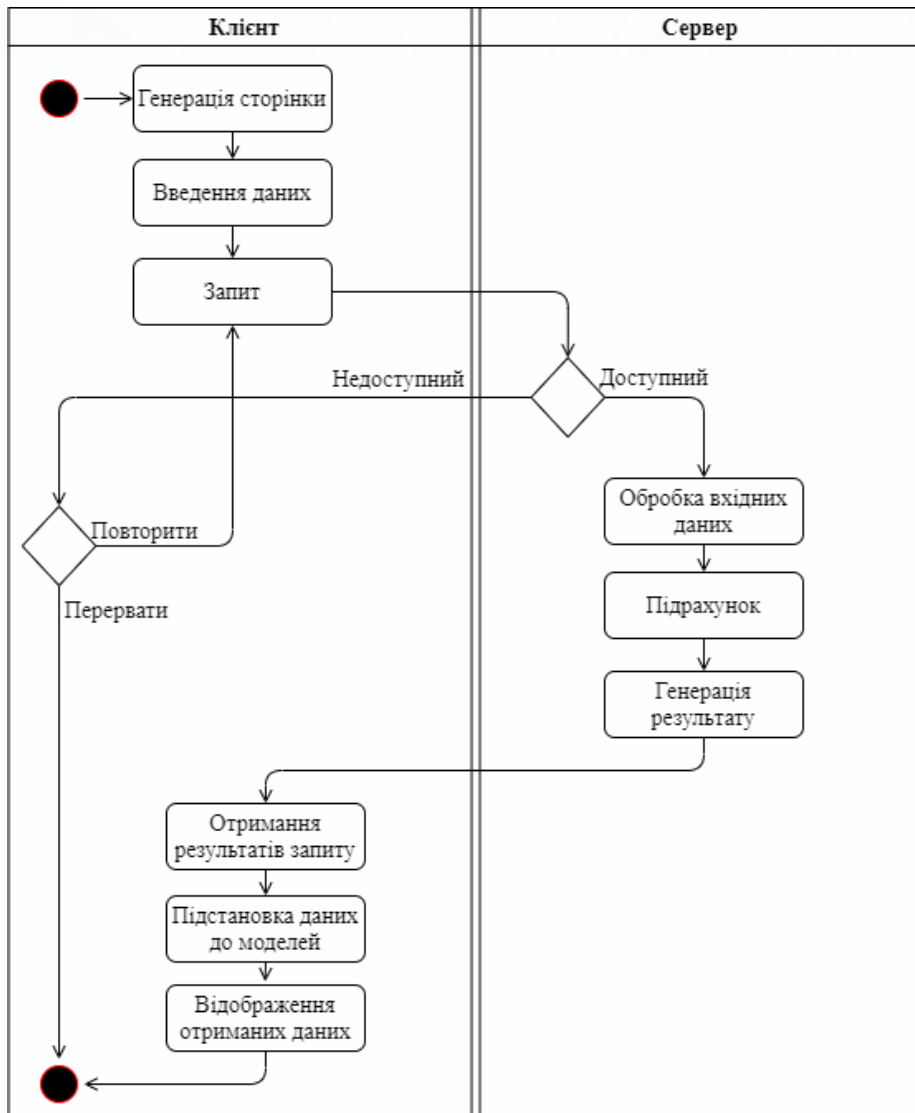 Клієнт
Сервер
Генерація сторінки
Введення даних
Запит
Недоступний
Доступний
Обробка вхідних
даних
Повторити
Підрахунок
Перервати
Генерація
результату
Отримання
результатів запиту
Підстановка даних
до моделей
Відображення
отриманих даних